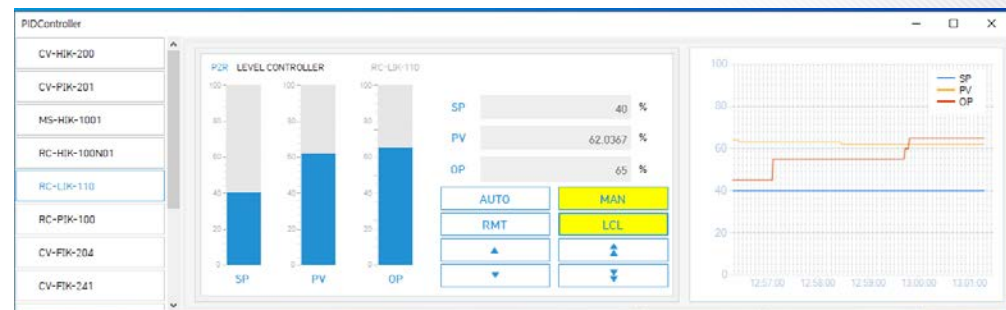 PIDController
CV-HIK-200
CV-PIK-201
MS-HIK-1001
RC-HIK-100N01
RC-LIK-110
RC-PIK-100
CV-FIK-204
CV-FIK-241
PZR LEVEL CONTROLLER RC-LIK-110
100 100 100
80 80 80
60 60 60
40 40 40
20 20 20
0 0 0
SP PV OP
SP 40 %
PV 62.0367 %
OP 65 %
AUTO MAN
RMT LCL
100
80
60
40
20
0
SP
PV
OP
12:57:00 12:58:00 12:59:00 13:00:00 13:01:00